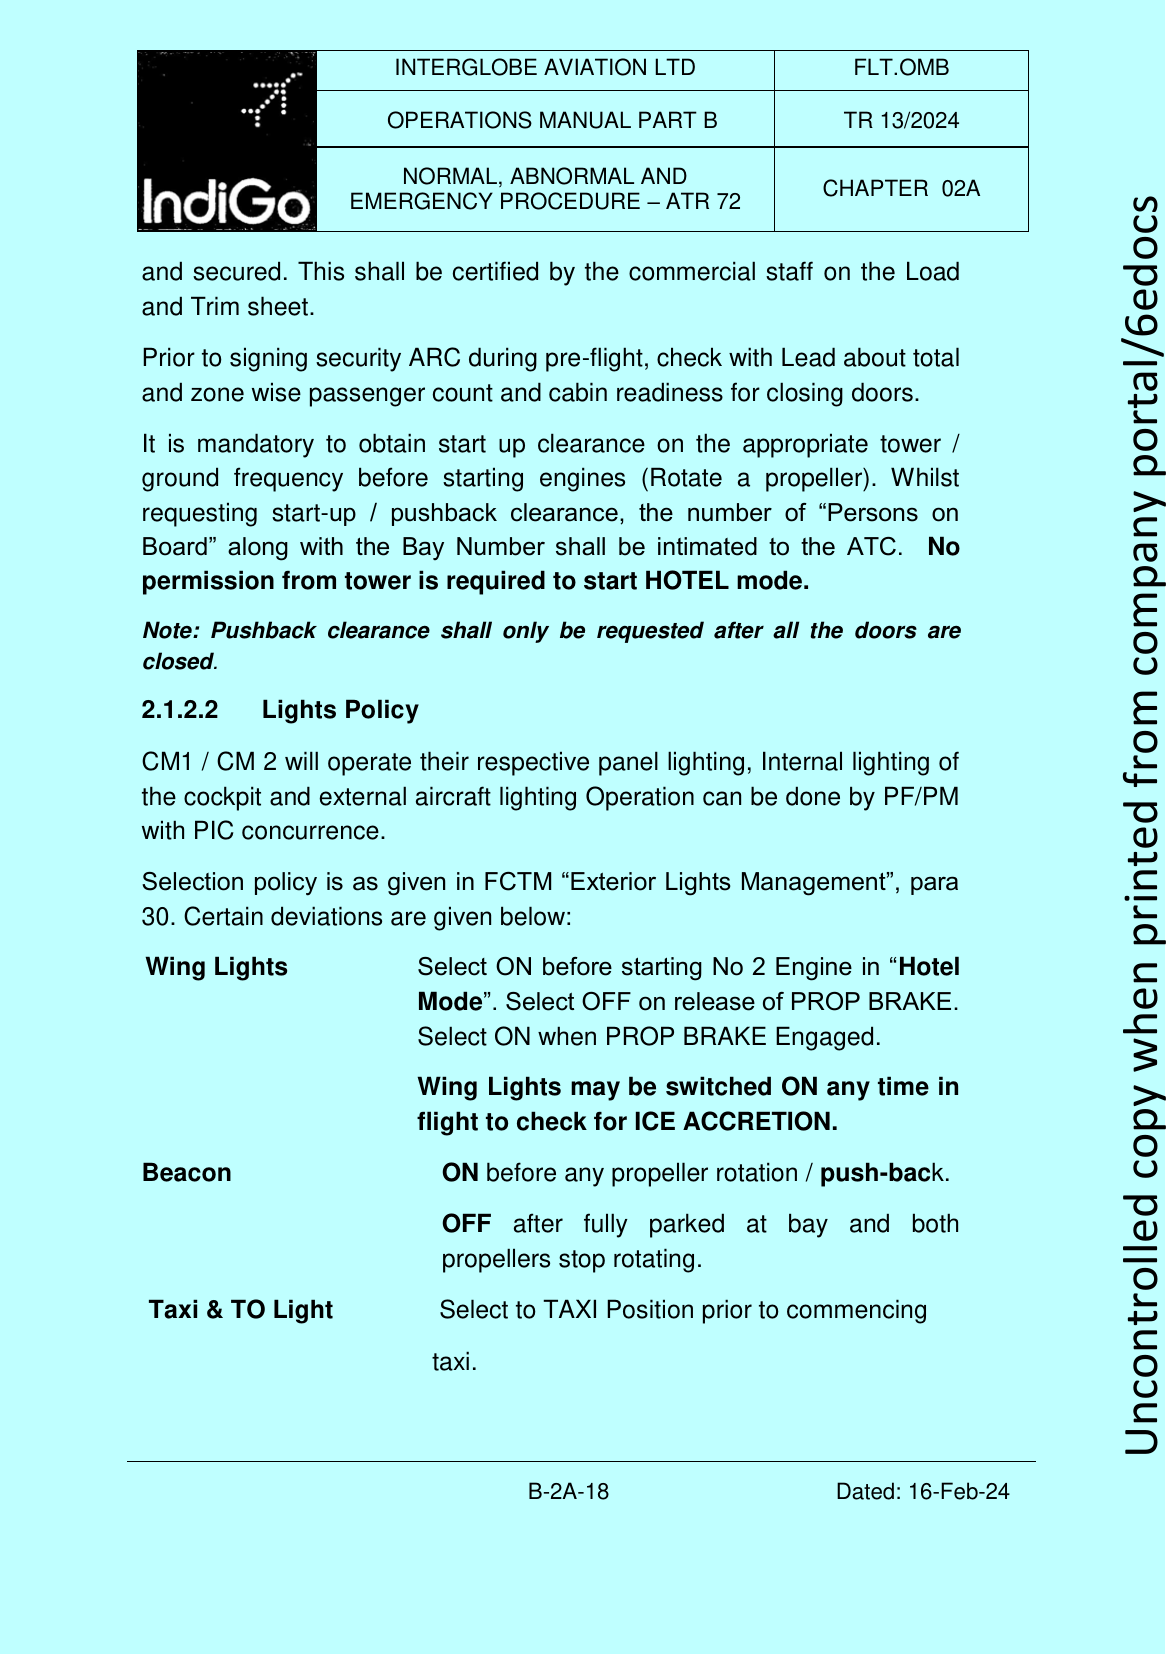 INTERGLOBE AVIATION LTD
FLT.OMB
OPERATIONS MANUAL PART B
TR 13/2024
IndiGo
NORMAL, ABNORMAL AND
EMERGENCY PROCEDURE – ATR 72
CHAPTER 02A
and secured. This shall be certified by the commercial staff on the Load
and Trim sheet.
Prior to signing security ARC during pre-flight, check with Lead about total
and zone wise passenger count and cabin readiness for closing doors.
It is mandatory to obtain start up clearance on the appropriate tower /
ground frequency before starting engines (Rotate a propeller). Whilst
requesting start-up / pushback clearance, the number of “Persons on
Board” along with the Bay Number shall be intimated to the ATC. No
permission from tower is required to start HOTEL mode.
Note: Pushback clearance shall only be requested after all the doors are
closed.
2.1.2.2 Lights Policy
CM1 / CM 2 will operate their respective panel lighting, Internal lighting of
the cockpit and external aircraft lighting Operation can be done by PF/PM
with PIC concurrence.
Selection policy is as given in FCTM “Exterior Lights Management”, para
30. Certain deviations are given below:
Wing Lights Select ON before starting No 2 Engine in “Hotel
Mode”. Select OFF on release of PROP BRAKE.
Select ON when PROP BRAKE Engaged.
Wing Lights may be switched ON any time in
flight to check for ICE ACCRETION.
Beacon ON before any propeller rotation / push-back.
OFF after fully parked at bay and both
propellers stop rotating.
Taxi & TO Light Select to TAXI Position prior to commencing
taxi.
B-2A-18 Dated: 16-Feb-24
Uncontrolled copy when printed from company portal/6edocs